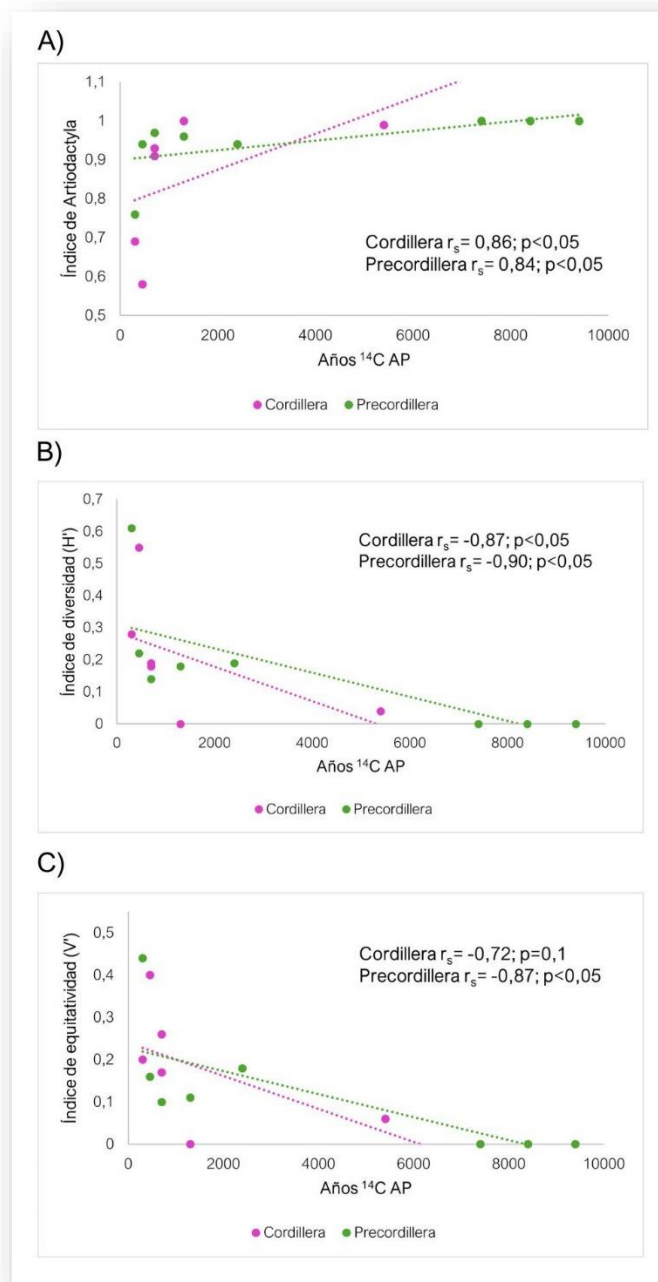 A)
1,1
1
0,9
0,8
0,7
0,6
0,5
Índice de Artiodactyla
Cordillera rₛ= 0,86; p<0,05
Precordillera rₛ= 0,84; p<0,05
0 2000 4000 6000 8000 10000
Años ¹⁴C AP
Cordillera Precordillera
B)
0,7
0,6
0,5
0,4
0,3
0,2
0,1
0
Índice de diversidad (H')
Cordillera rₛ= -0,87; p<0,05
Precordillera rₛ= -0,90; p<0,05
0 2000 4000 6000 8000 10000
Años ¹⁴C AP
Cordillera Precordillera
C)
0,5
0,4
0,3
0,2
0,1
0
Índice de equitatividad (V')
Cordillera rₛ= -0,72; p=0,1
Precordillera rₛ= -0,87; p<0,05
0 2000 4000 6000 8000 10000
Años ¹⁴C AP
Cordillera Precordillera